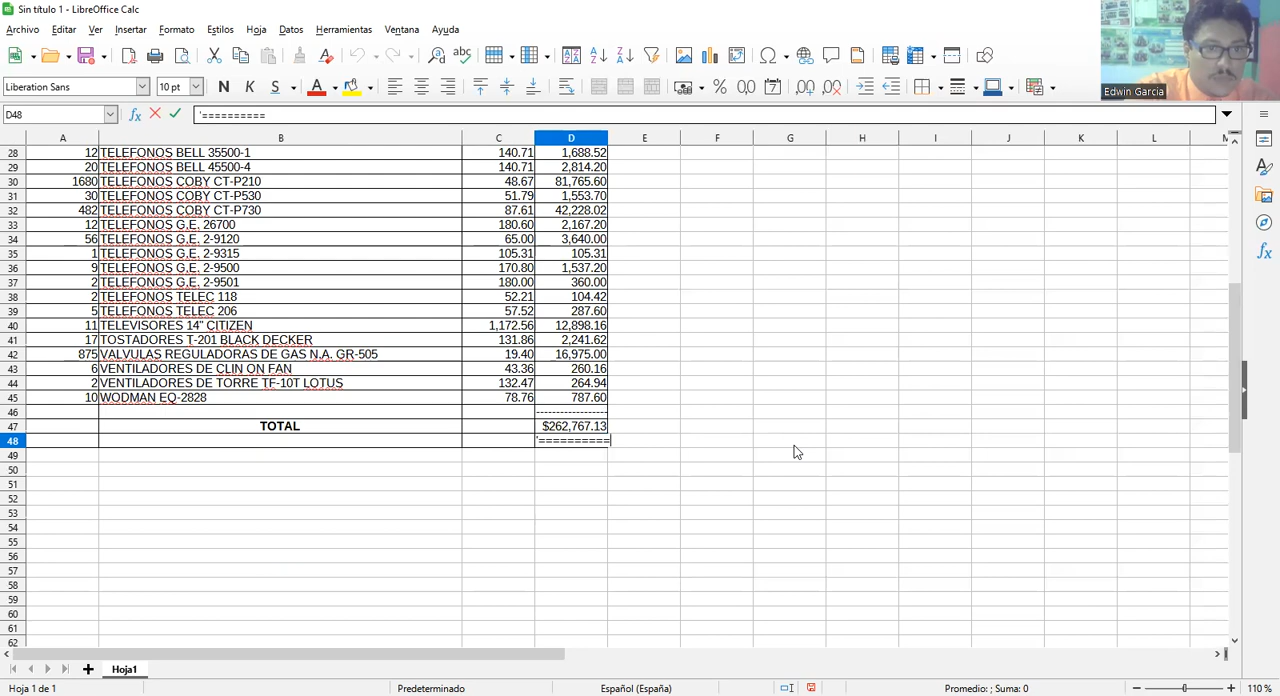 Sin título 1 - LibreOffice Calc
Archivo Editar Ver Insertar Formato Estilos Hoja Datos Herramientas Ventana Ayuda
Liberation Sans 10 pt N K S
Edwin Garcia
D48 fx '==========
A B C D E F G H I J K L M
28 12 TELEFONOS BELL 35500-1 140.71 1,688.52
29 20 TELEFONOS BELL 45500-4 140.71 2,814.20
30 1680 TELEFONOS COBY CT-P210 48.67 81,765.60
31 30 TELEFONOS COBY CT-P530 51.79 1,553.70
32 482 TELEFONOS COBY CT-P730 87.61 42,228.02
33 12 TELEFONOS G.E. 26700 180.60 2,167.20
34 56 TELEFONOS G.E. 2-9120 65.00 3,640.00
35 1 TELEFONOS G.E. 2-9315 105.31 105.31
36 9 TELEFONOS G.E. 2-9500 170.80 1,537.20
37 2 TELEFONOS G.E. 2-9501 180.00 360.00
38 2 TELEFONOS TELEC 118 52.21 104.42
39 5 TELEFONOS TELEC 206 57.52 287.60
40 11 TELEVISORES 14" CITIZEN 1,172.56 12,898.16
41 17 TOSTADORES T-201 BLACK DECKER 131.86 2,241.62
42 875 VALVULAS REGULADORAS DE GAS N.A. GR-505 19.40 16,975.00
43 6 VENTILADORES DE CLIN ON FAN 43.36 260.16
44 2 VENTILADORES DE TORRE TF-10T LOTUS 132.47 264.94
45 10 WODMAN EQ-2828 78.76 787.60
46 -----------------
47 TOTAL $262,767.13
48 '==========
49
50
51
52
53
54
55
56
57
58
59
60
61
62
Hoja1
Hoja 1 de 1 Predeterminado Español (España) Promedio: ; Suma: 0 110 %